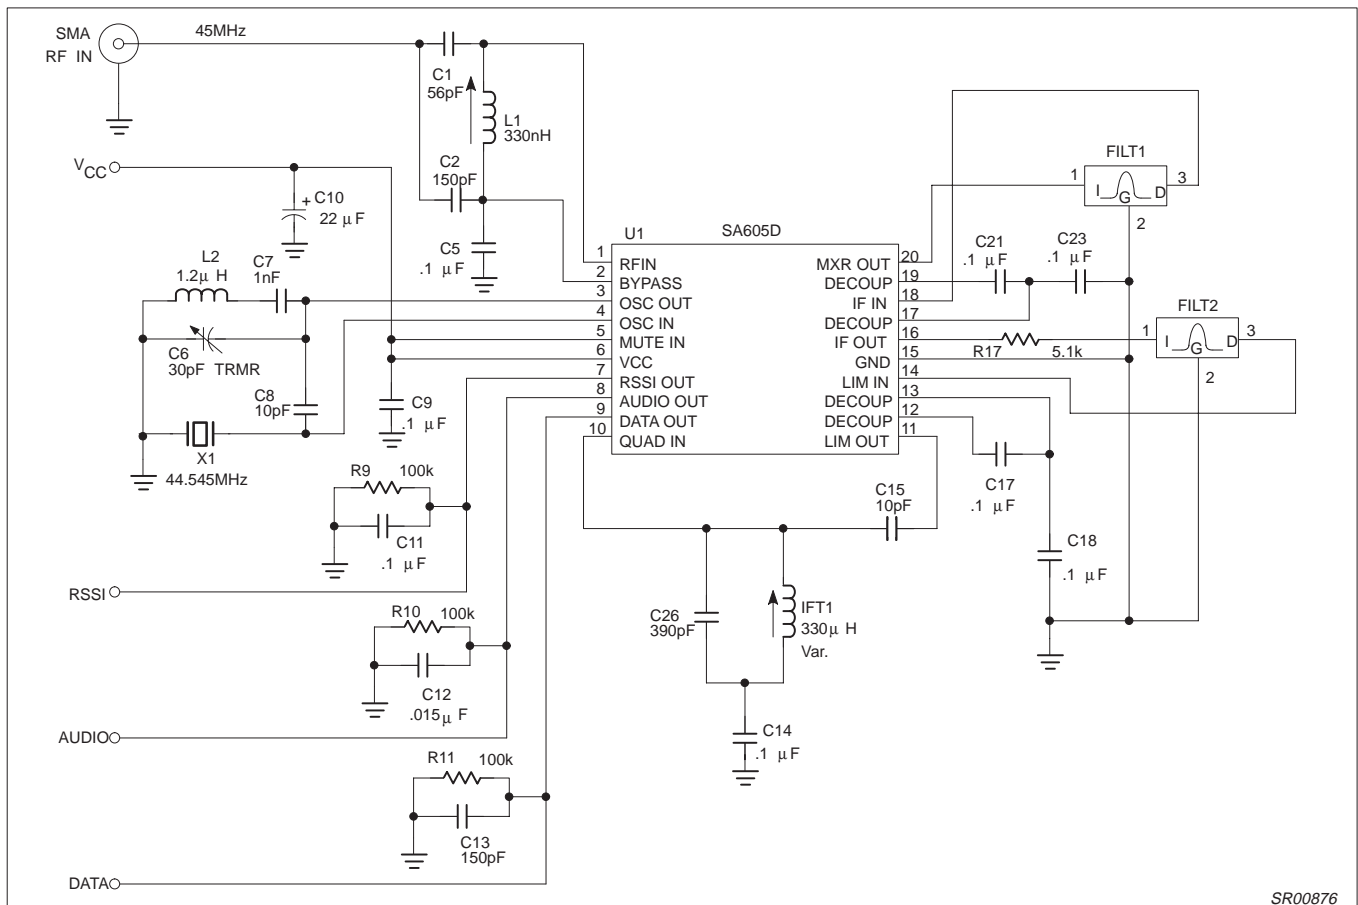 SMA
RF IN
45MHz
C1
56pF
L1
330nH
C2
150pF
VCC
+
C10
22 μF
C5
.1 μF
L2
1.2μ H
C7
1nF
C6
30pF TRMR
C8
10pF
X1
44.545MHz
C9
.1 μF
R9
100k
C11
.1 μF
RSSI
R10
100k
C12
.015μ F
AUDIO
R11
100k
C13
150pF
DATA
U1
SA605D
1
RFIN
2
BYPASS
3
OSC OUT
4
OSC IN
5
MUTE IN
6
VCC
7
RSSI OUT
8
AUDIO OUT
9
DATA OUT
10
QUAD IN
MXR OUT
20
DECOUP
19
IF IN
18
DECOUP
17
IF OUT
16
GND
15
LIM IN
14
DECOUP
13
DECOUP
12
LIM OUT
11
FILT1
1
I
G
D
3
2
C21
.1 μF
C23
.1 μF
R17
5.1k
FILT2
1
I
G
D
3
2
C17
.1 μF
C18
.1 μF
C15
10pF
C26
390pF
IFT1
330μ H
Var.
C14
.1 μF
SR00876